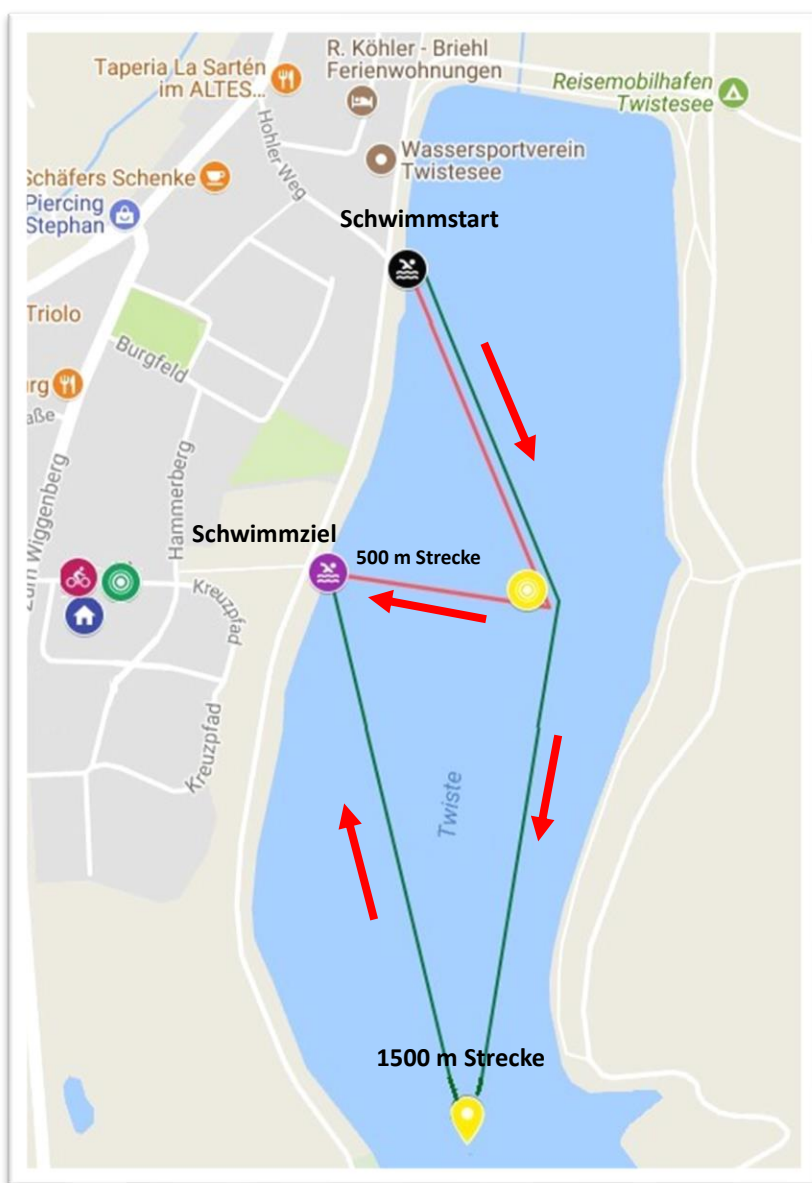 Taperia La Sartén
im ALTES...
R. Köhler - Briehl
Ferienwohnungen
Reisemobilhafen
Twistesee
Hohler Weg
Wassersportverein
Twistesee
Schäfers Schenke
Piercing
Stephan
Schwimmstart
Triolo
Burgfeld
urg
aße
Zum Wiggenberg
Hammerberg
Schwimmziel
500 m Strecke
Kreuzpfad
Kreuzpfad
Twiste
1500 m Strecke